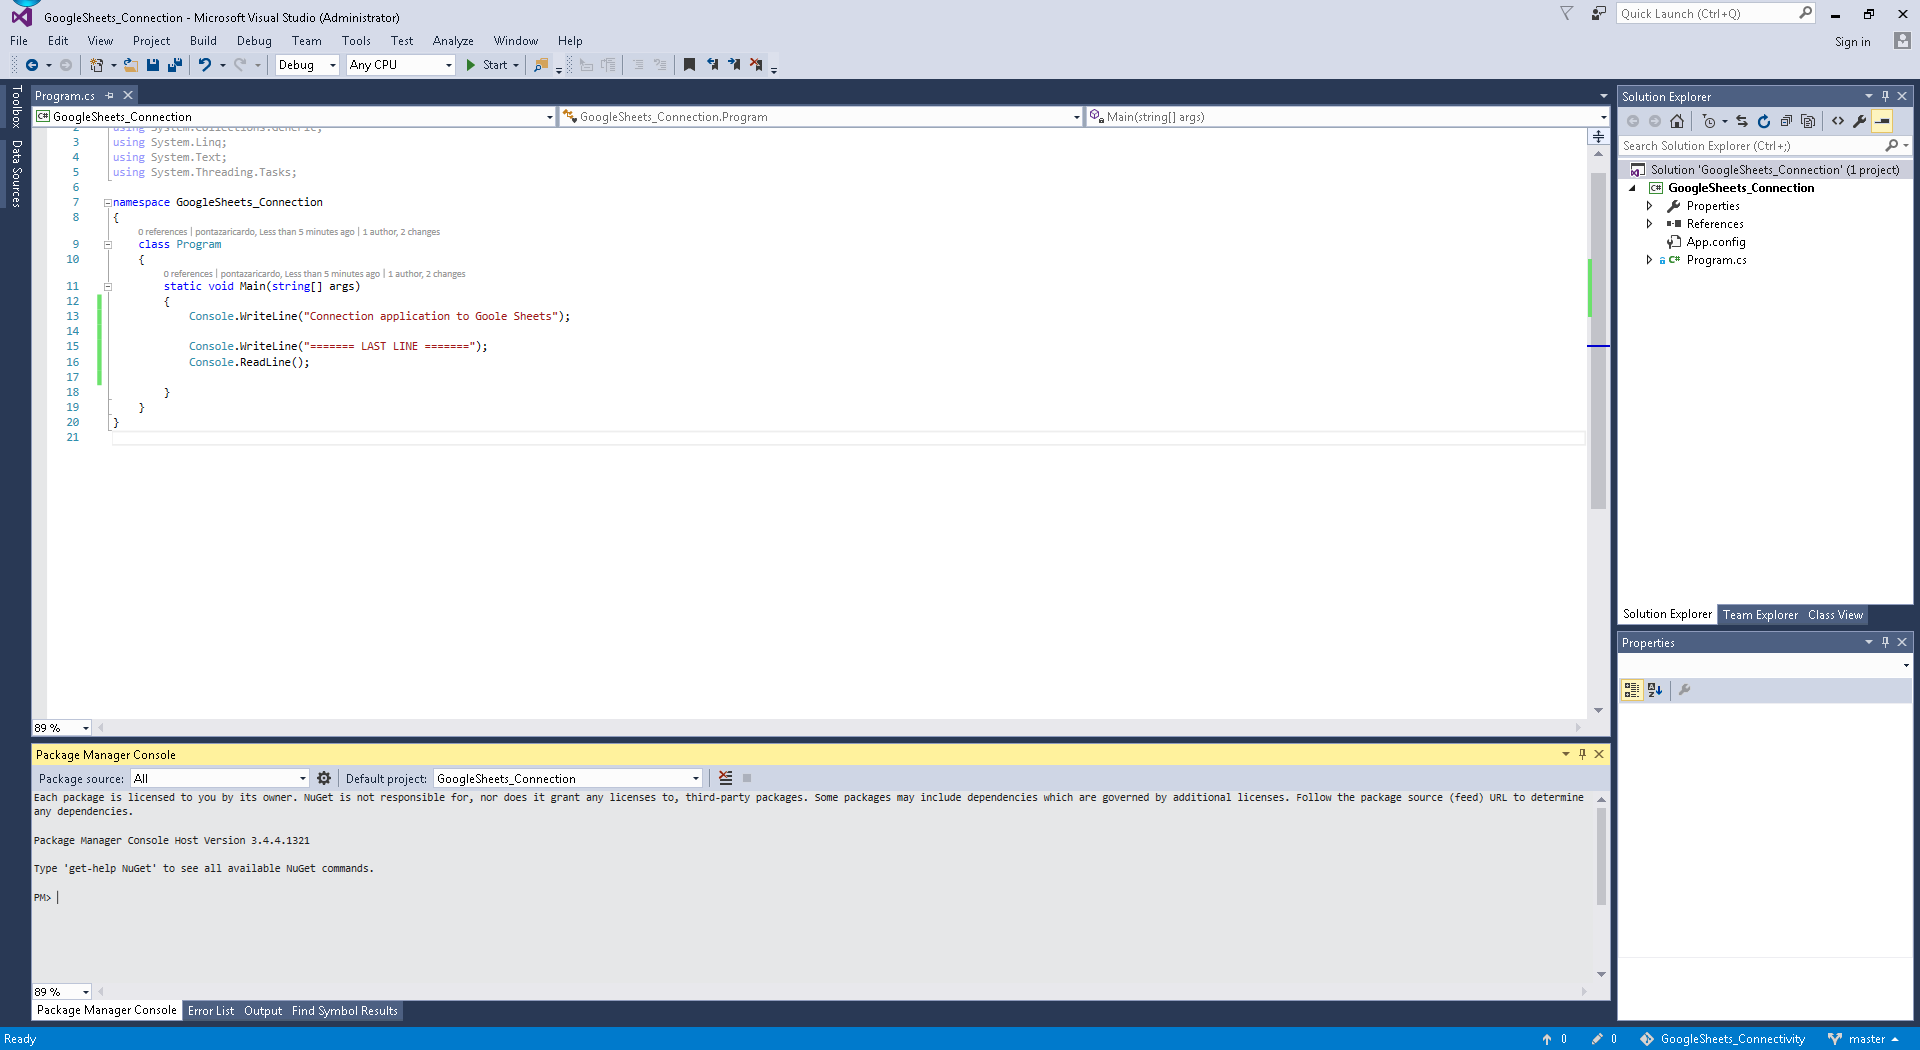 GoogleSheets_Connection - Microsoft Visual Studio (Administrator)
Quick Launch (Ctrl+Q)
File Edit View Project Build Debug Team Tools Test Analyze Window Help
Sign in
Debug Any CPU Start
Toolbox
Data Sources
Program.cs
GoogleSheets_Connection GoogleSheets_Connection.Program Main(string[] args)
2 using System.Collections.Generic;
3 using System.Linq;
4 using System.Text;
5 using System.Threading.Tasks;
6
7 namespace GoogleSheets_Connection
8 {
0 references | pontazaricardo, Less than 5 minutes ago | 1 author, 2 changes
9 class Program
10 {
0 references | pontazaricardo, Less than 5 minutes ago | 1 author, 2 changes
11 static void Main(string[] args)
12 {
13 Console.WriteLine("Connection application to Goole Sheets");
14
15 Console.WriteLine("======= LAST LINE =======");
16 Console.ReadLine();
17
18 }
19 }
20 }
21
89 %
Package Manager Console
Package source: All Default project: GoogleSheets_Connection
Each package is licensed to you by its owner. NuGet is not responsible for, nor does it grant any licenses to, third-party packages. Some packages may include dependencies which are governed by additional licenses. Follow the package source (feed) URL to determine
any dependencies.
Package Manager Console Host Version 3.4.4.1321
Type 'get-help NuGet' to see all available NuGet commands.
PM>
89 %
Package Manager Console Error List Output Find Symbol Results
Solution Explorer
Search Solution Explorer (Ctrl+;)
Solution 'GoogleSheets_Connection' (1 project)
C# GoogleSheets_Connection
Properties
References
App.config
C# Program.cs
Solution Explorer Team Explorer Class View
Properties
Ready
0 0 GoogleSheets_Connectivity master